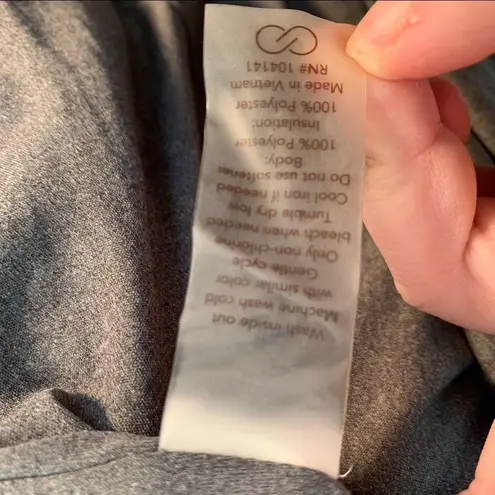 Wash inside out
Machine wash cold
with similar color
Gentle cycle
Only non-chlorine
bleach when needed
Tumble dry low
Cool iron if needed
Do not use softener
Body:
100% Polyester
Insulation:
100% Polyester
Made in Vietnam
RN# 104141